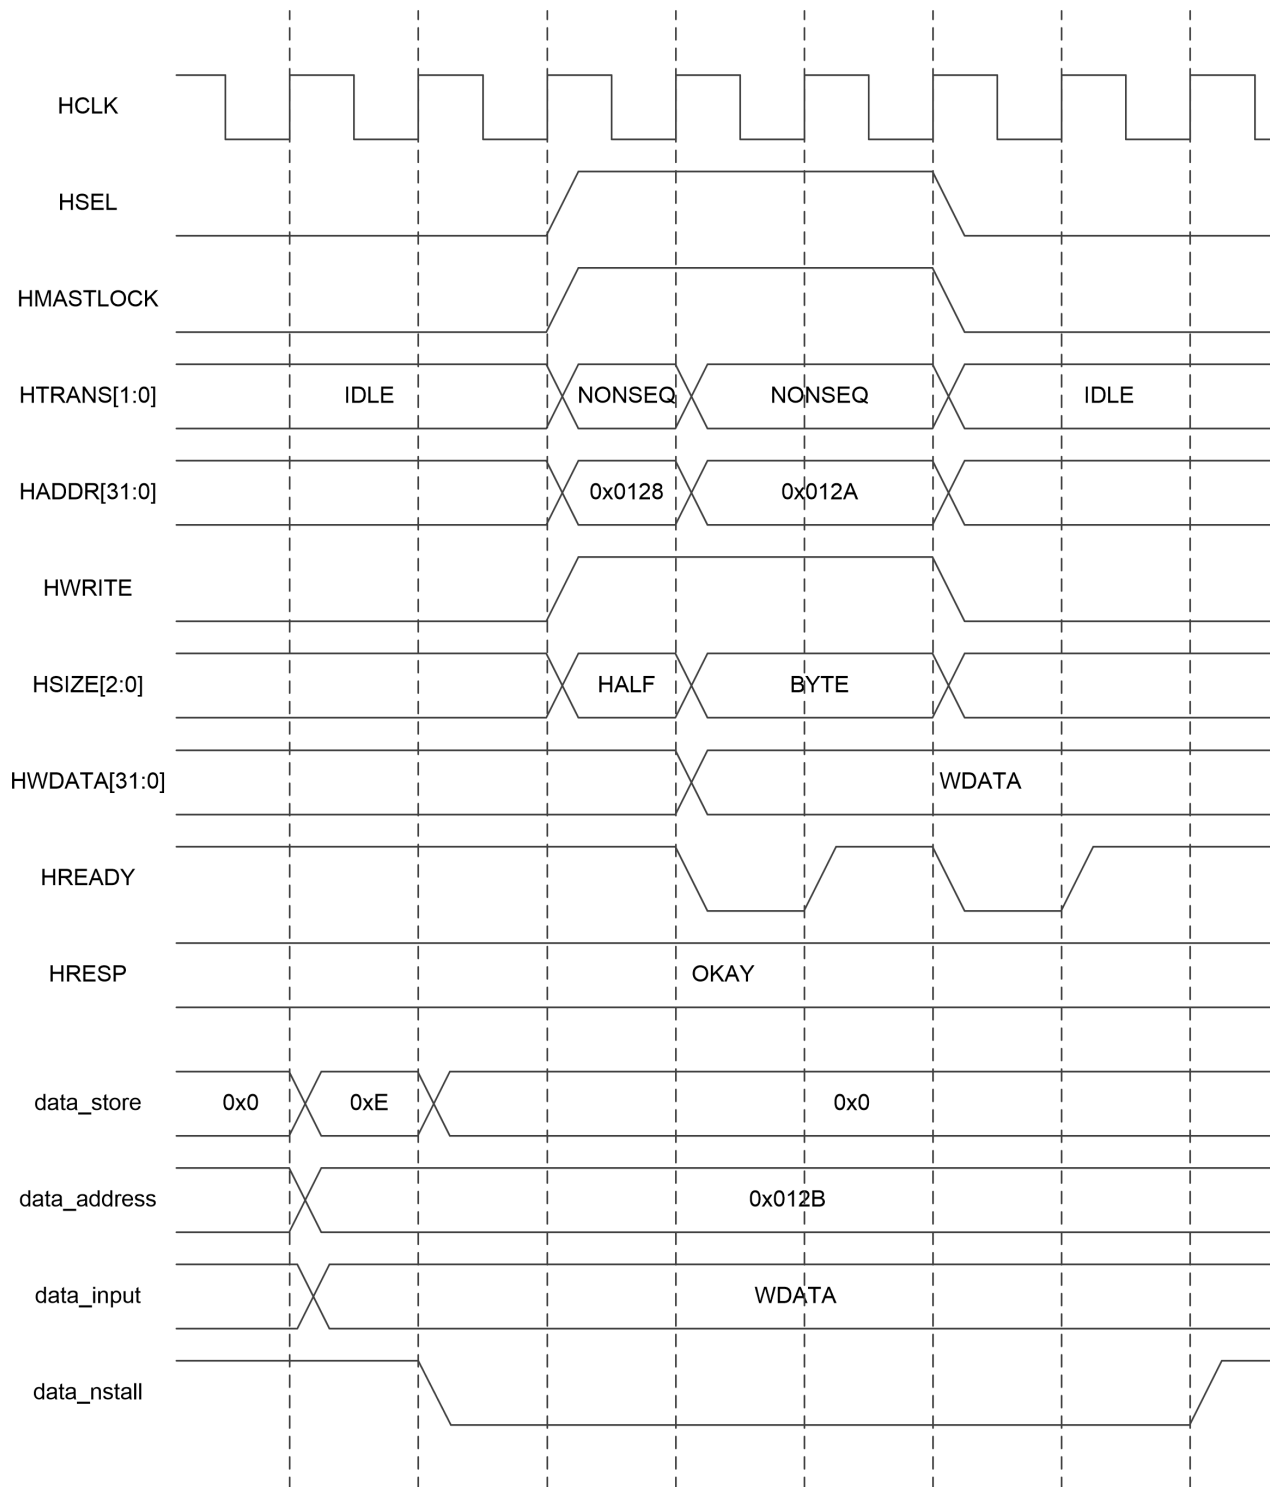 HCLK
HSEL
HMASTLOCK
HTRANS[1:0] IDLE NONSEQ NONSEQ IDLE
HADDR[31:0] 0x0128 0x012A
HWRITE
HSIZE[2:0] HALF BYTE
HWDATA[31:0] WDATA
HREADY
HRESP OKAY
data_store 0x0 0xE 0x0
data_address 0x012B
data_input WDATA
data_nstall